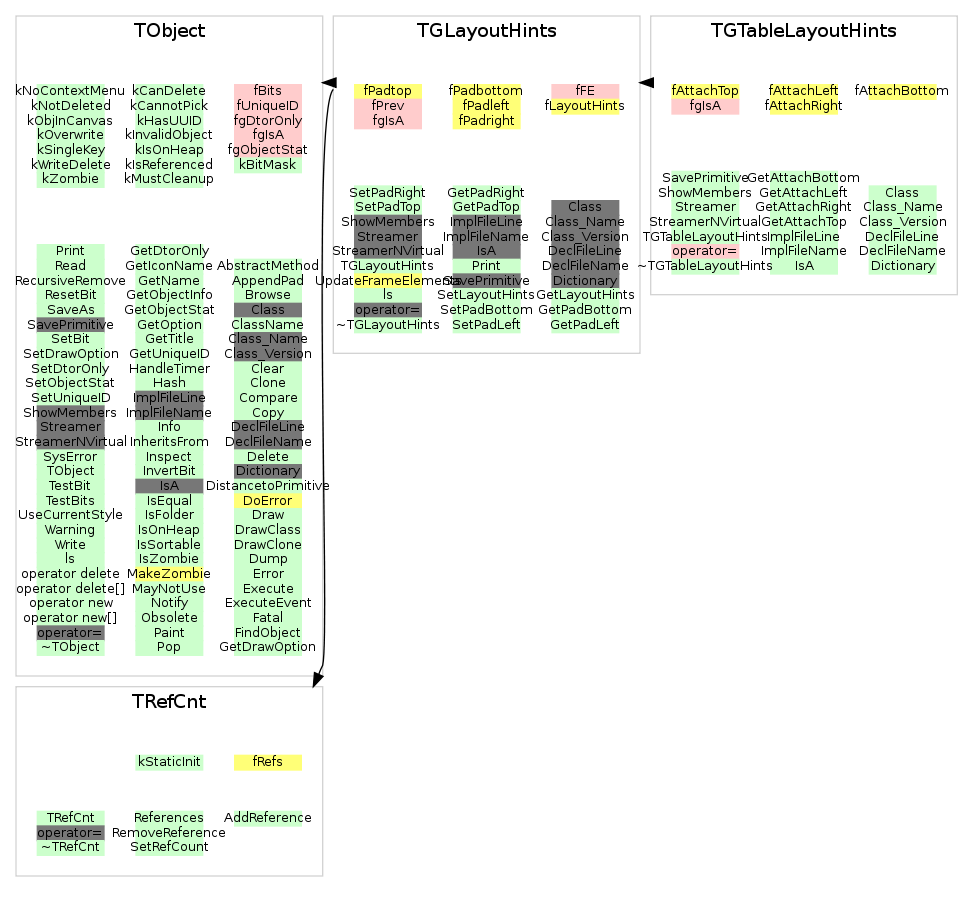 TObject
kNoContextMenu kCanDelete fBits
kNotDeleted kCannotPick fUniqueID
kObjInCanvas kHasUUID fgDtorOnly
kOverwrite kInvalidObject fgIsA
kSingleKey kIsOnHeap fgObjectStat
kWriteDelete kIsReferenced kBitMask
kZombie kMustCleanup
Print GetDtorOnly
Read GetIconName AbstractMethod
RecursiveRemove GetName AppendPad
ResetBit GetObjectInfo Browse
SaveAs GetObjectStat Class
SavePrimitive GetOption ClassName
SetBit GetTitle Class_Name
SetDrawOption GetUniqueID Class_Version
SetDtorOnly HandleTimer Clear
SetObjectStat Hash Clone
SetUniqueID ImplFileLine Compare
ShowMembers ImplFileName Copy
Streamer Info DeclFileLine
StreamerNVirtual InheritsFrom DeclFileName
SysError Inspect Delete
TObject InvertBit Dictionary
TestBit IsA DistancetoPrimitive
TestBits IsEqual DoError
UseCurrentStyle IsFolder Draw
Warning IsOnHeap DrawClass
Write IsSortable DrawClone
ls IsZombie Dump
operator delete MakeZombie Error
operator delete[] MayNotUse Execute
operator new Notify ExecuteEvent
operator new[] Obsolete Fatal
operator= Paint FindObject
~TObject Pop GetDrawOption
TGLayoutHints
fPadtop fPadbottom fFE
fPrev fPadleft fLayoutHints
fgIsA fPadright
SetPadRight GetPadRight
SetPadTop GetPadTop Class
ShowMembers ImplFileLine Class_Name
Streamer ImplFileName Class_Version
StreamerNVirtual IsA DeclFileLine
TGLayoutHints Print DeclFileName
UpdateFrameElements SavePrimitive Dictionary
ls SetLayoutHints GetLayoutHints
operator= SetPadBottom GetPadBottom
~TGLayoutHints SetPadLeft GetPadLeft
TGTableLayoutHints
fAttachTop fAttachLeft fAttachBottom
fgIsA fAttachRight
SavePrimitive GetAttachBottom
ShowMembers GetAttachLeft Class
Streamer GetAttachRight Class_Name
StreamerNVirtual GetAttachTop Class_Version
TGTableLayoutHints ImplFileLine DeclFileLine
operator= ImplFileName DeclFileName
~TGTableLayoutHints IsA Dictionary
TRefCnt
kStaticInit fRefs
TRefCnt References AddReference
operator= RemoveReference
~TRefCnt SetRefCount